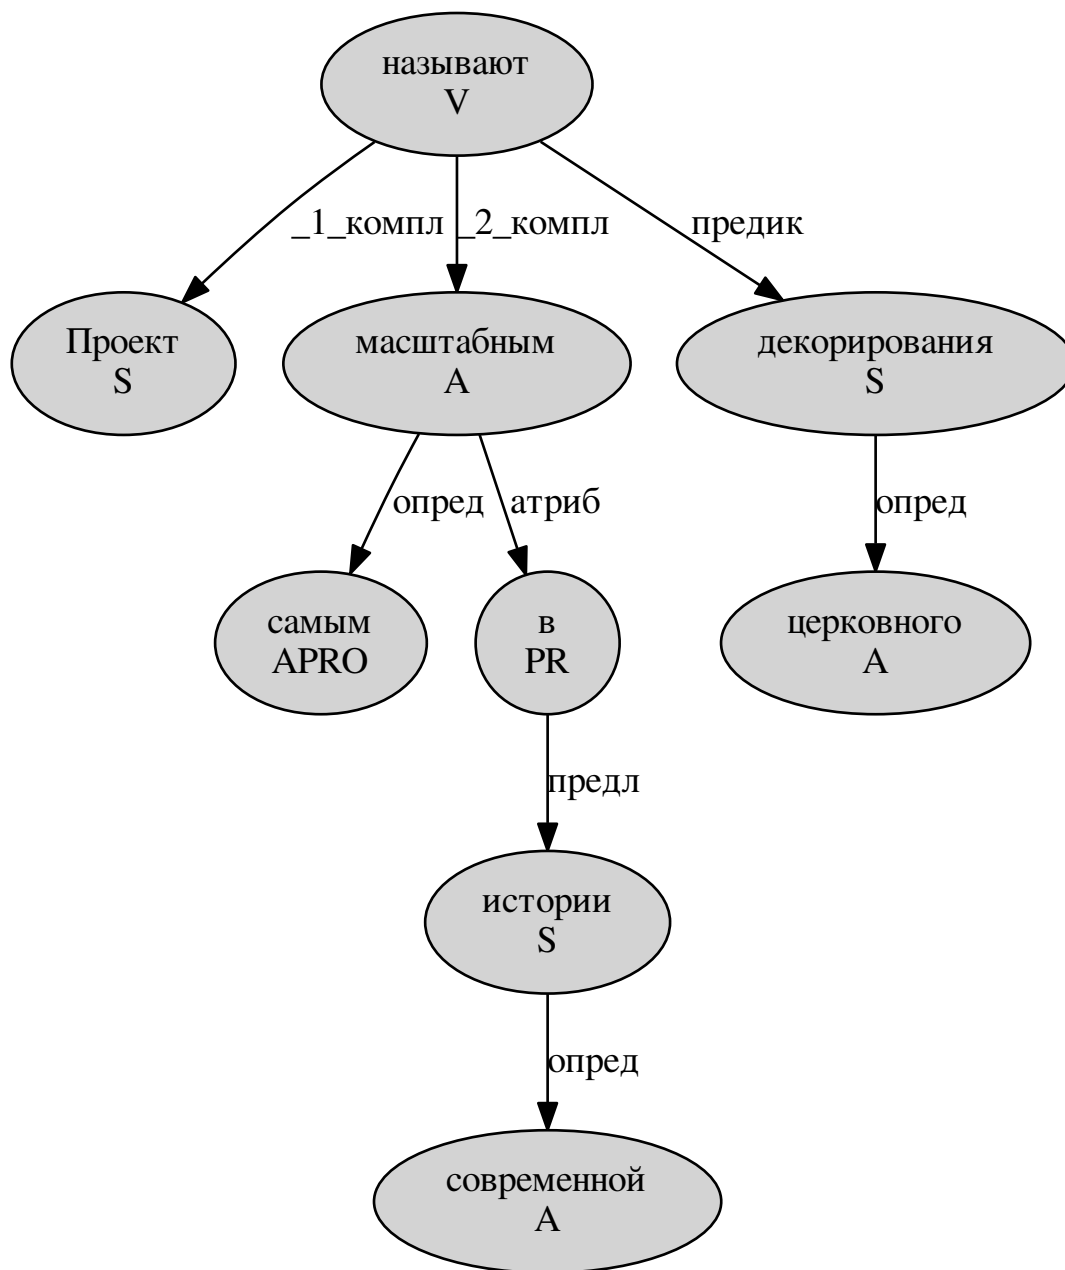 называют
V
_1_компл
_2_компл
предик
Проект
S
масштабным
A
декорирования
S
опред
атриб
опред
самым
APRO
в
PR
церковного
A
предл
истории
S
опред
современной
A